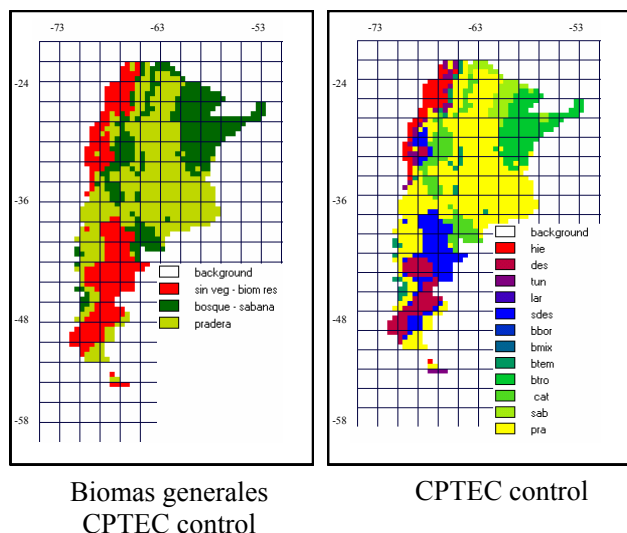 -73 -63 -53
-24
-36
-48
-58
background
sin veg - biom res
bosque - sabana
pradera
Biomas generales
CPTEC control
-73 -63 -53
-24
-36
-48
-58
background
hie
des
tun
lar
sdes
bbor
bmix
btem
btro
cat
sab
pra
CPTEC control